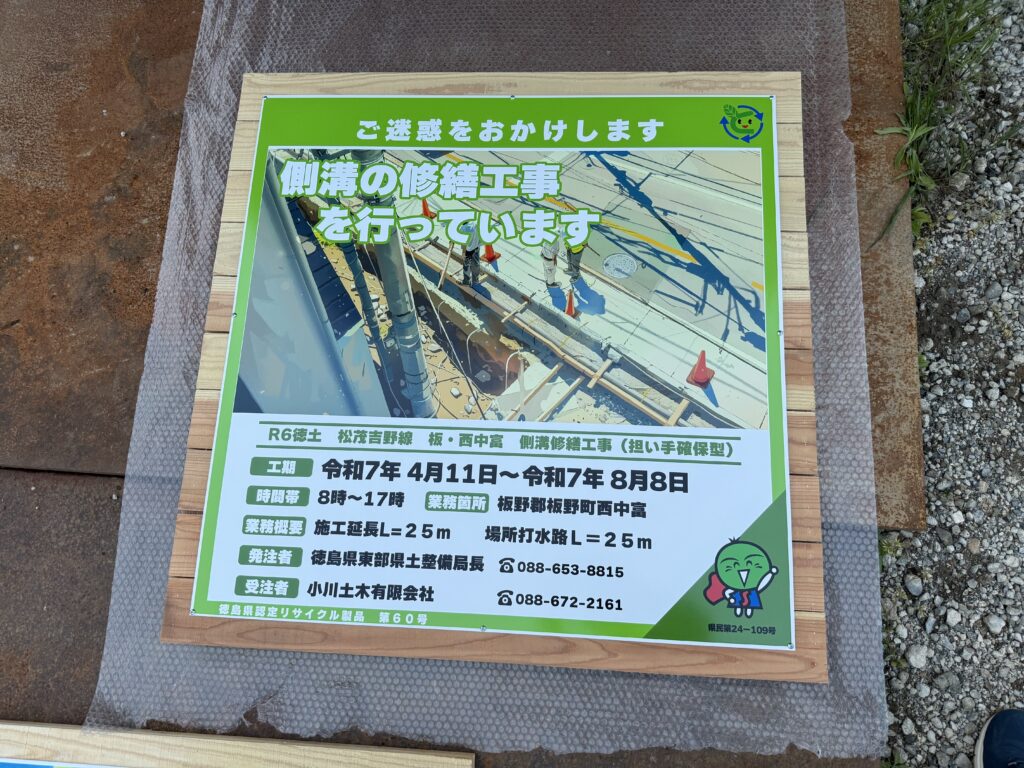 ご迷惑をおかけします
側溝の修繕工事
を行っています
R6徳土 松茂吉野線 板・西中富 側溝修繕工事（担い手確保型）
工期 令和7年 4月11日～令和7年 8月8日
時間帯 8時～17時 業務箇所 板野郡板野町西中富
業務概要 施工延長L=25m 場所打水路L=25m
発注者 徳島県東部県土整備局長 ☎088-653-8815
受注者 小川土木有限会社 ☎088-672-2161
徳島県認定リサイクル製品 第60号
県民第24－109号